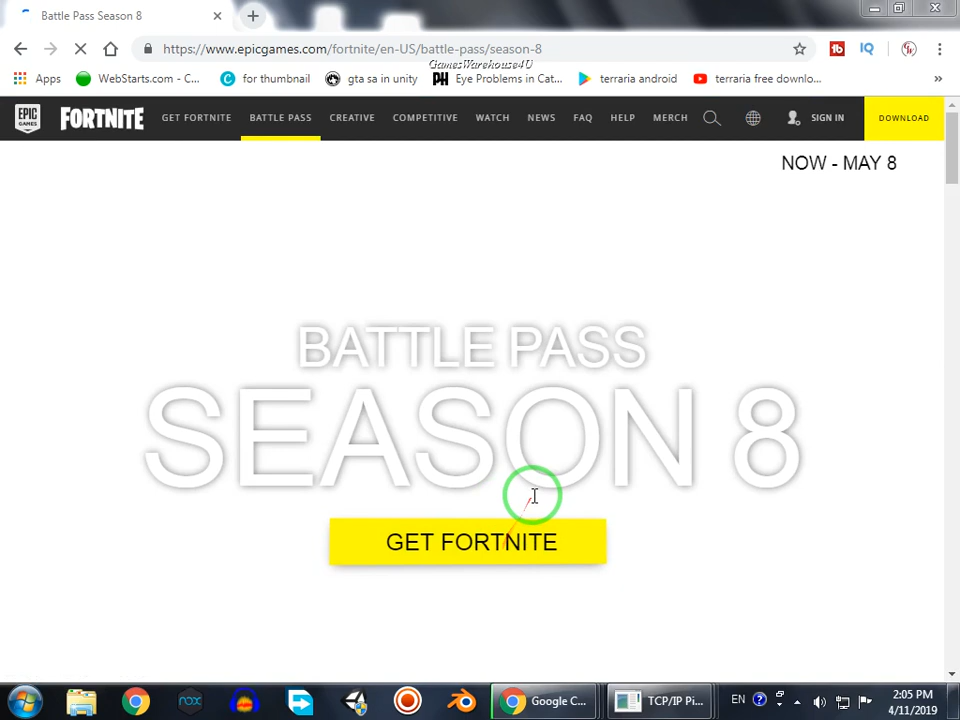 Battle Pass Season 8
https://www.epicgames.com/fortnite/en-US/battle-pass/season-8
GamesWarehouse4U
Apps WebStarts.com - C... for thumbnail gta sa in unity Eye Problems in Cat... terraria android terraria free downlo... »
EPIC GAMES FORTNITE GET FORTNITE BATTLE PASS CREATIVE COMPETITIVE WATCH NEWS FAQ HELP MERCH SIGN IN DOWNLOAD
NOW - MAY 8
BATTLE PASS
SEASON 8
GET FORTNITE
nox Google C... TCP/IP Pi... EN 2:05 PM
4/11/2019